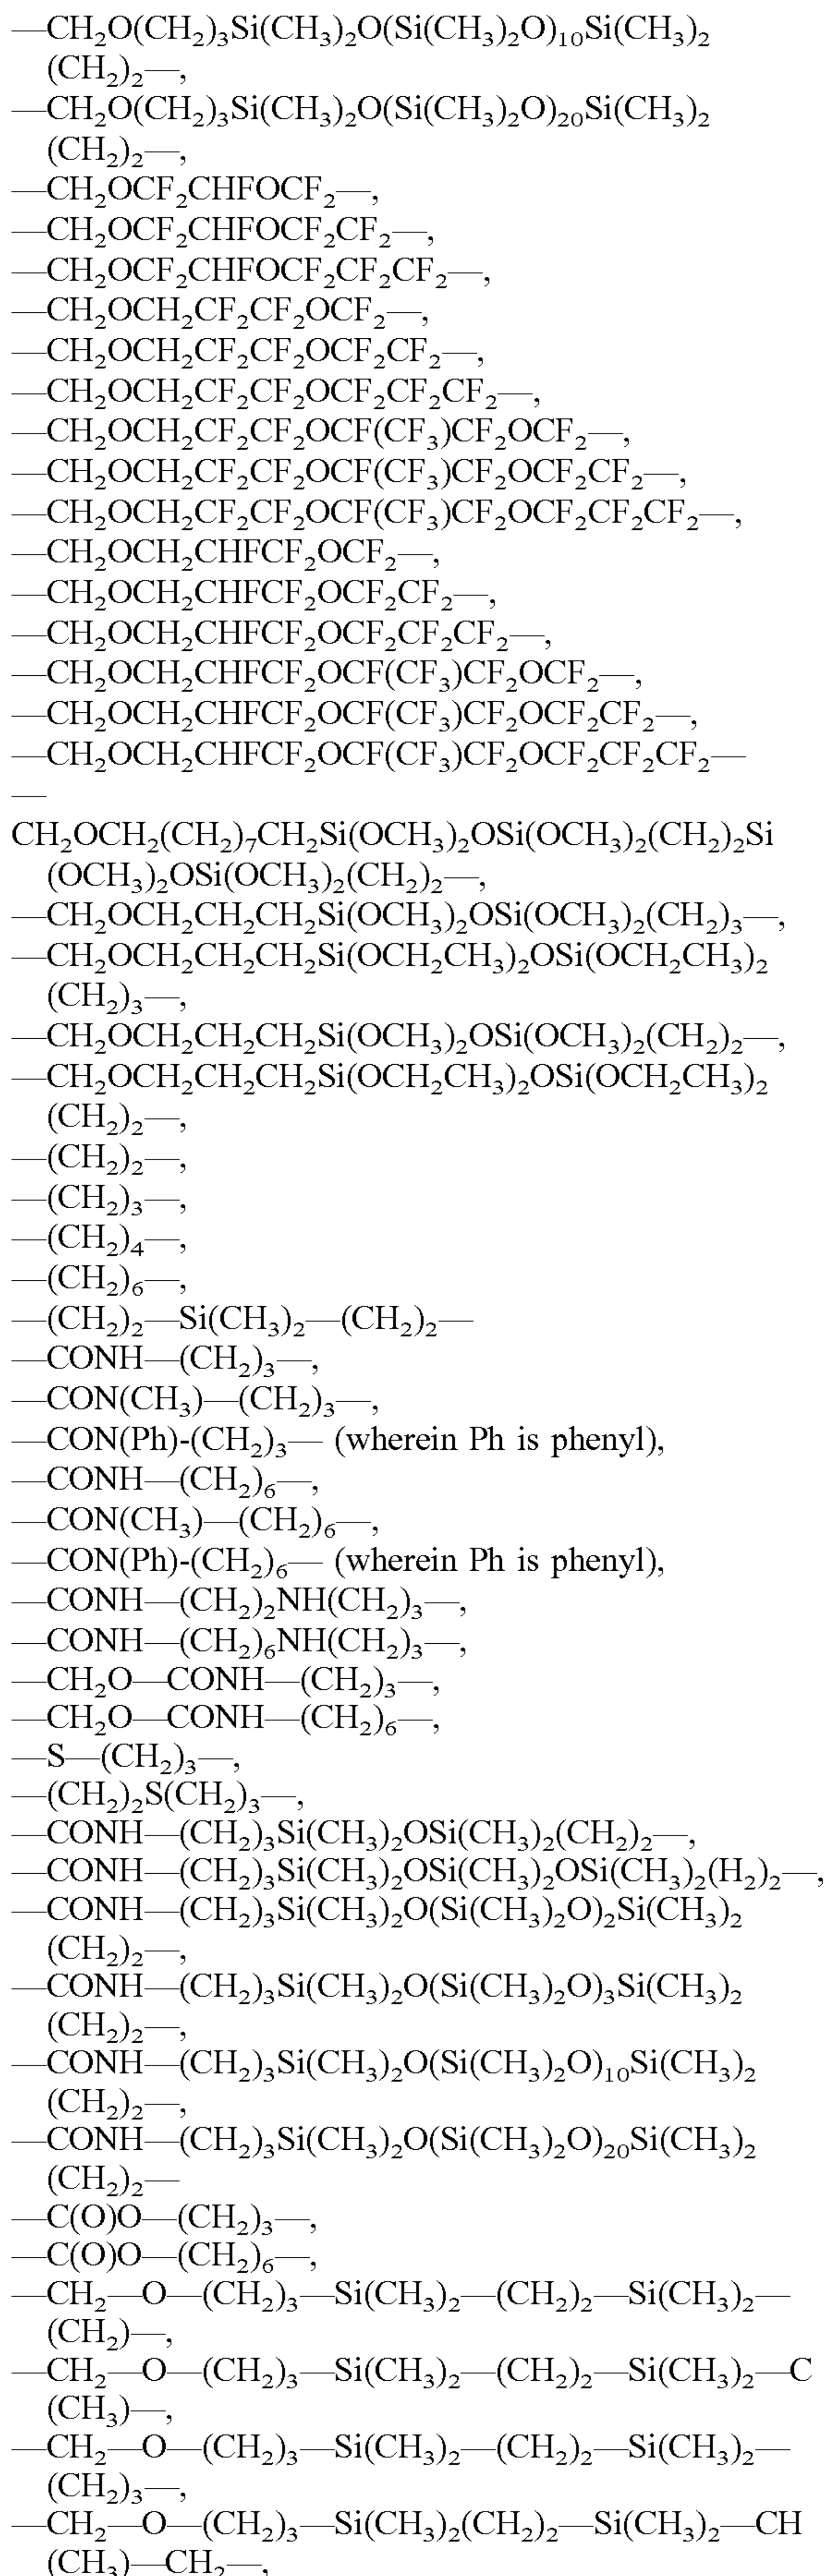 —CH₂O(CH₂)₃Si(CH₃)₂O(Si(CH₃)₂O)₁₀Si(CH₃)₂
(CH₂)₂—,
—CH₂O(CH₂)₃Si(CH₃)₂O(Si(CH₃)₂O)₂₀Si(CH₃)₂
(CH₂)₂—,
—CH₂OCF₂CHFOCF₂—,
—CH₂OCF₂CHFOCF₂CF₂—,
—CH₂OCF₂CHFOCF₂CF₂CF₂—,
—CH₂OCH₂CF₂CF₂OCF₂—,
—CH₂OCH₂CF₂CF₂OCF₂CF₂—,
—CH₂OCH₂CF₂CF₂OCF₂CF₂CF₂—,
—CH₂OCH₂CF₂CF₂OCF(CF₃)CF₂OCF₂—,
—CH₂OCH₂CF₂CF₂OCF(CF₃)CF₂OCF₂CF₂—,
—CH₂OCH₂CF₂CF₂OCF(CF₃)CF₂OCF₂CF₂CF₂—,
—CH₂OCH₂CHFCF₂OCF₂—,
—CH₂OCH₂CHFCF₂OCF₂CF₂—,
—CH₂OCH₂CHFCF₂OCF₂CF₂CF₂—,
—CH₂OCH₂CHFCF₂OCF(CF₃)CF₂OCF₂—,
—CH₂OCH₂CHFCF₂OCF(CF₃)CF₂OCF₂CF₂—,
—CH₂OCH₂CHFCF₂OCF(CF₃)CF₂OCF₂CF₂CF₂—
—
CH₂OCH₂(CH₂)₇CH₂Si(OCH₃)₂OSi(OCH₃)₂(CH₂)₂Si
(OCH₃)₂OSi(OCH₃)₂(CH₂)₂—,
—CH₂OCH₂CH₂CH₂Si(OCH₃)₂OSi(OCH₃)₂(CH₂)₃—,
—CH₂OCH₂CH₂CH₂Si(OCH₂CH₃)₂OSi(OCH₂CH₃)₂
(CH₂)₃—,
—CH₂OCH₂CH₂CH₂Si(OCH₃)₂OSi(OCH₃)₂(CH₂)₂—,
—CH₂OCH₂CH₂CH₂Si(OCH₂CH₃)₂OSi(OCH₂CH₃)₂
(CH₂)₂—,
—(CH₂)₂—,
—(CH₂)₃—,
—(CH₂)₄—,
—(CH₂)₆—,
—(CH₂)₂—Si(CH₃)₂—(CH₂)₂—
—CONH—(CH₂)₃—,
—CON(CH₃)—(CH₂)₃—,
—CON(Ph)-(CH₂)₃— (wherein Ph is phenyl),
—CONH—(CH₂)₆—,
—CON(CH₃)—(CH₂)₆—,
—CON(Ph)-(CH₂)₆— (wherein Ph is phenyl),
—CONH—(CH₂)₂NH(CH₂)₃—,
—CONH—(CH₂)₆NH(CH₂)₃—,
—CH₂O—CONH—(CH₂)₃—,
—CH₂O—CONH—(CH₂)₆—,
—S—(CH₂)₃—,
—(CH₂)₂S(CH₂)₃—,
—CONH—(CH₂)₃Si(CH₃)₂OSi(CH₃)₂(CH₂)₂—,
—CONH—(CH₂)₃Si(CH₃)₂OSi(CH₃)₂OSi(CH₃)₂(H₂)₂—,
—CONH—(CH₂)₃Si(CH₃)₂O(Si(CH₃)₂O)₂Si(CH₃)₂
(CH₂)₂—,
—CONH—(CH₂)₃Si(CH₃)₂O(Si(CH₃)₂O)₃Si(CH₃)₂
(CH₂)₂—,
—CONH—(CH₂)₃Si(CH₃)₂O(Si(CH₃)₂O)₁₀Si(CH₃)₂
(CH₂)₂—,
—CONH—(CH₂)₃Si(CH₃)₂O(Si(CH₃)₂O)₂₀Si(CH₃)₂
(CH₂)₂—
—C(O)O—(CH₂)₃—,
—C(O)O—(CH₂)₆—,
—CH₂—O—(CH₂)₃—Si(CH₃)₂—(CH₂)₂—Si(CH₃)₂—
(CH₂)—,
—CH₂—O—(CH₂)₃—Si(CH₃)₂—(CH₂)₂—Si(CH₃)₂—C
(CH₃)—,
—CH₂—O—(CH₂)₃—Si(CH₃)₂—(CH₂)₂—Si(CH₃)₂—
(CH₂)₃—,
—CH₂—O—(CH₂)₃—Si(CH₃)₂(CH₂)₂—Si(CH₃)₂—CH
(CH₃)—CH₂—,